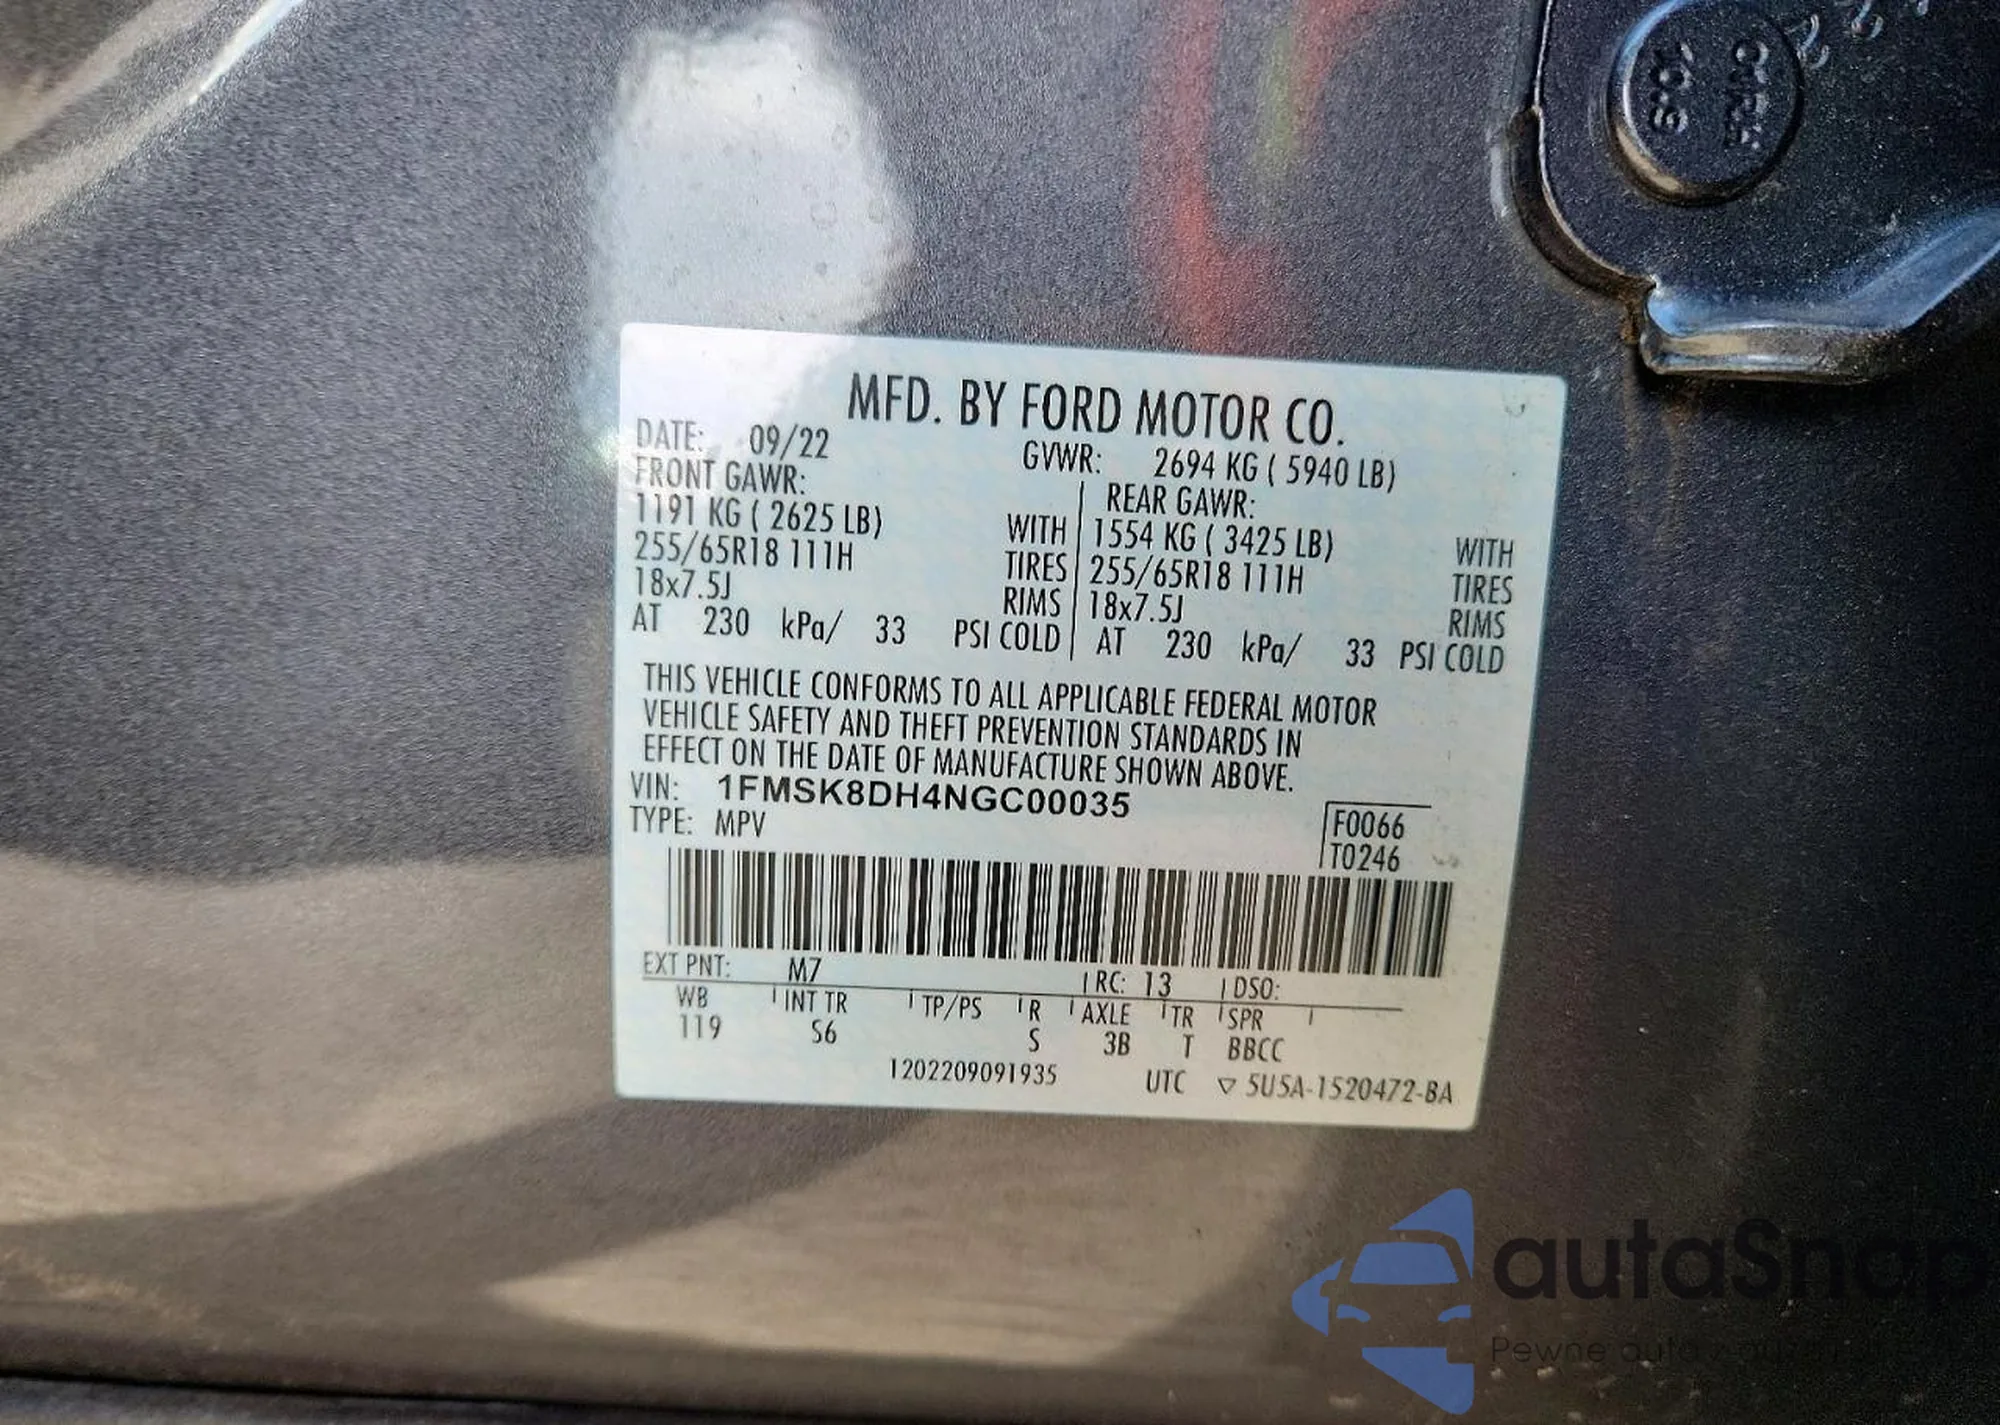 MFD. BY FORD MOTOR CO.
DATE: 09/22 GVWR: 2694 KG ( 5940 LB)
FRONT GAWR: REAR GAWR:
1191 KG ( 2625 LB) WITH 1554 KG ( 3425 LB) WITH
255/65R18 111H TIRES 255/65R18 111H TIRES
18x7.5J RIMS 18x7.5J RIMS
AT 230 kPa/ 33 PSI COLD AT 230 kPa/ 33 PSI COLD
THIS VEHICLE CONFORMS TO ALL APPLICABLE FEDERAL MOTOR
VEHICLE SAFETY AND THEFT PREVENTION STANDARDS IN
EFFECT ON THE DATE OF MANUFACTURE SHOWN ABOVE.
VIN: 1FMSK8DH4NGC00035
TYPE: MPV
F0066
T0246
EXT PNT: M7 RC: 13 DSO:
WB INT TR TP/PS R AXLE TR SPR
119 S6 S 3B T BBCC
1202209091935 UTC ▽ 5U5A-1520472-BA
autaSnap
Pewne auta z